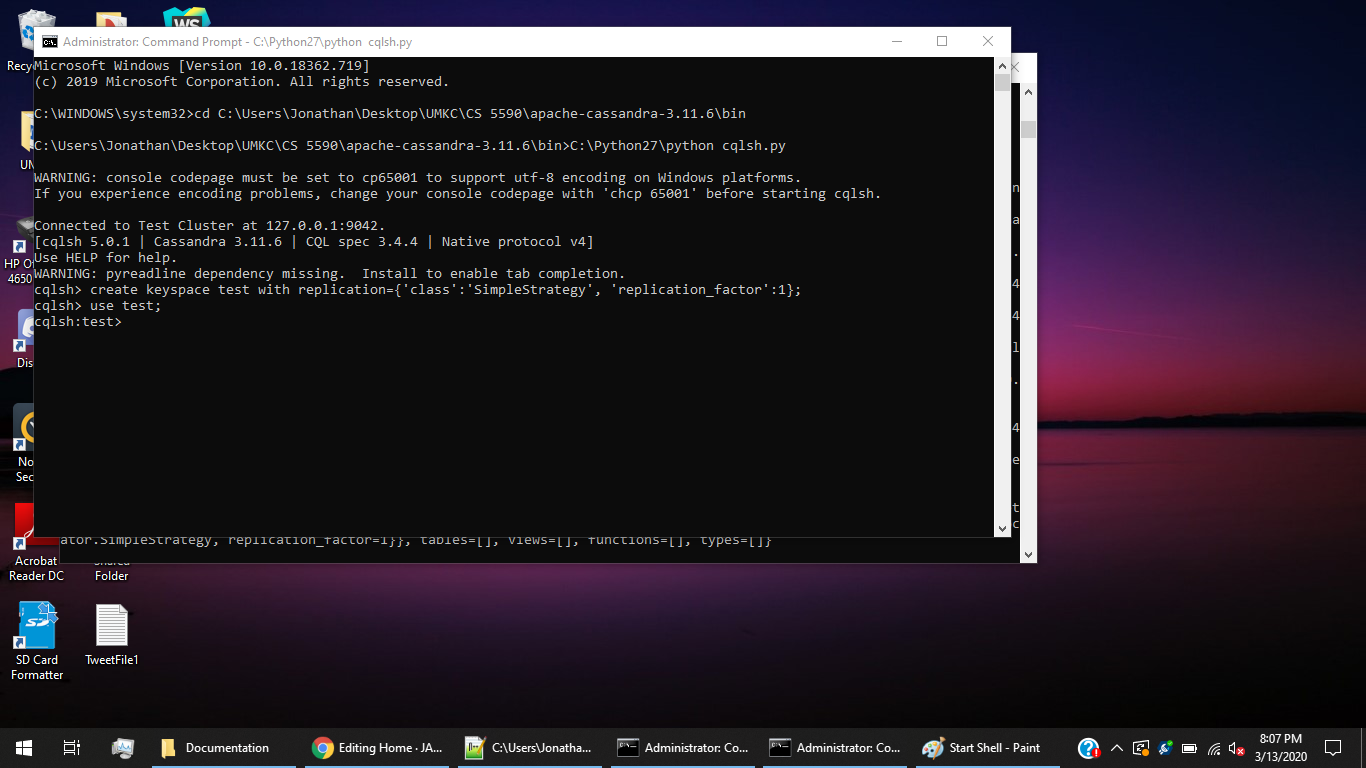 Administrator: Command Prompt - C:\Python27\python  cqlsh.py
Microsoft Windows [Version 10.0.18362.719]
(c) 2019 Microsoft Corporation. All rights reserved.
C:\WINDOWS\system32>cd C:\Users\Jonathan\Desktop\UMKC\CS 5590\apache-cassandra-3.11.6\bin
C:\Users\Jonathan\Desktop\UMKC\CS 5590\apache-cassandra-3.11.6\bin>C:\Python27\python cqlsh.py
WARNING: console codepage must be set to cp65001 to support utf-8 encoding on Windows platforms.
If you experience encoding problems, change your console codepage with 'chcp 65001' before starting cqlsh.
Connected to Test Cluster at 127.0.0.1:9042.
[cqlsh 5.0.1 | Cassandra 3.11.6 | CQL spec 3.4.4 | Native protocol v4]
Use HELP for help.
WARNING: pyreadline dependency missing.  Install to enable tab completion.
cqlsh> create keyspace test with replication={'class':'SimpleStrategy', 'replication_factor':1};
cqlsh> use test;
cqlsh:test>
ator.SimpleStrategy, replication_factor=1}}, tables=[], views=[], functions=[], types=[]}
WS
Recy
UN
HP Of
4650
Dis
No
Sec
Acrobat
Reader DC
Shared
Folder
SD
SD Card
Formatter
TweetFile1
Documentation
Editing Home · JA...
C:\Users\Jonatha...
Administrator: Co...
Administrator: Co...
Start Shell - Paint
8:07 PM
3/13/2020